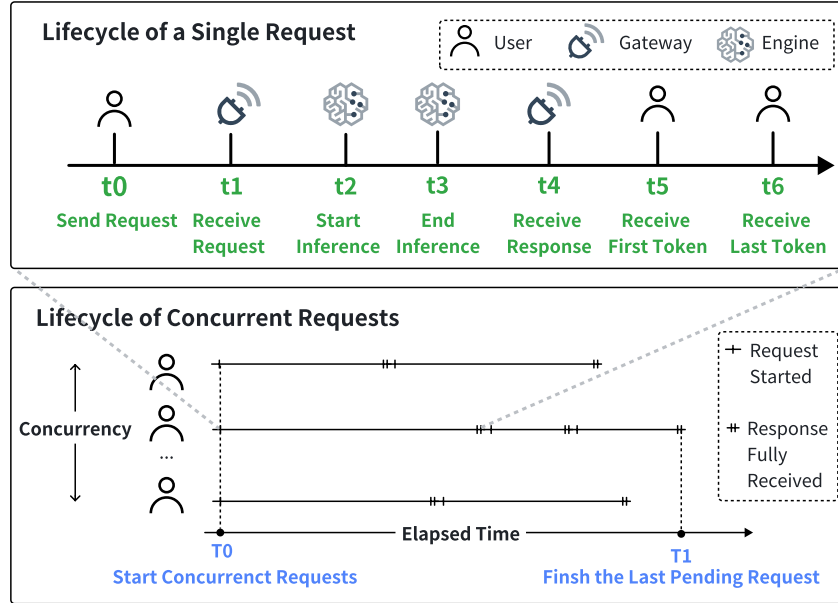 Lifecycle of a Single Request
User
Gateway
Engine
t0
t1
t2
t3
t4
t5
t6
Send Request
Receive
Request
Start
Inference
End
Inference
Receive
Response
Receive
First Token
Receive
Last Token
Lifecycle of Concurrent Requests
Request
Started
Response
Fully
Received
Concurrency
...
Elapsed Time
T0
T1
Start Concurrenct Requests
Finsh the Last Pending Request